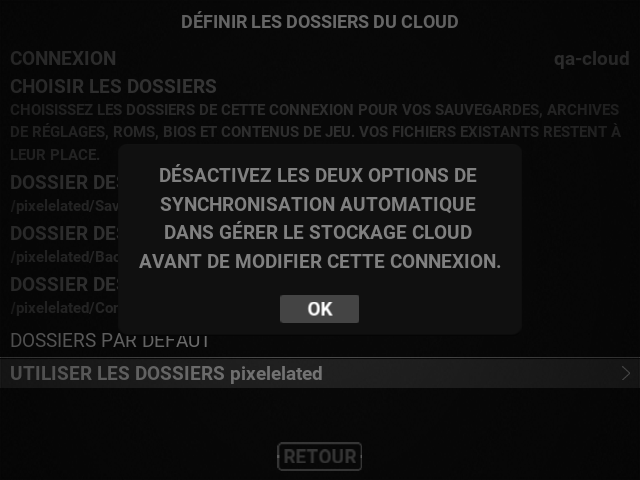 DÉFINIR LES DOSSIERS DU CLOUD
CONNEXION qa-cloud
CHOISIR LES DOSSIERS
CHOISISSEZ LES DOSSIERS DE CETTE CONNEXION POUR VOS SAUVEGARDES, ARCHIVES
DE RÉGLAGES, ROMS, BIOS ET CONTENUS DE JEU. VOS FICHIERS EXISTANTS RESTENT À
LEUR PLACE.
DOSSIER DES
/pixelelated/Sav
DOSSIER DES
/pixelelated/Bac
DOSSIER DES
/pixelelated/Con
DÉSACTIVEZ LES DEUX OPTIONS DE
SYNCHRONISATION AUTOMATIQUE
DANS GÉRER LE STOCKAGE CLOUD
AVANT DE MODIFIER CETTE CONNEXION.
OK
DOSSIERS PAR DÉFAUT
UTILISER LES DOSSIERS pixelelated
RETOUR